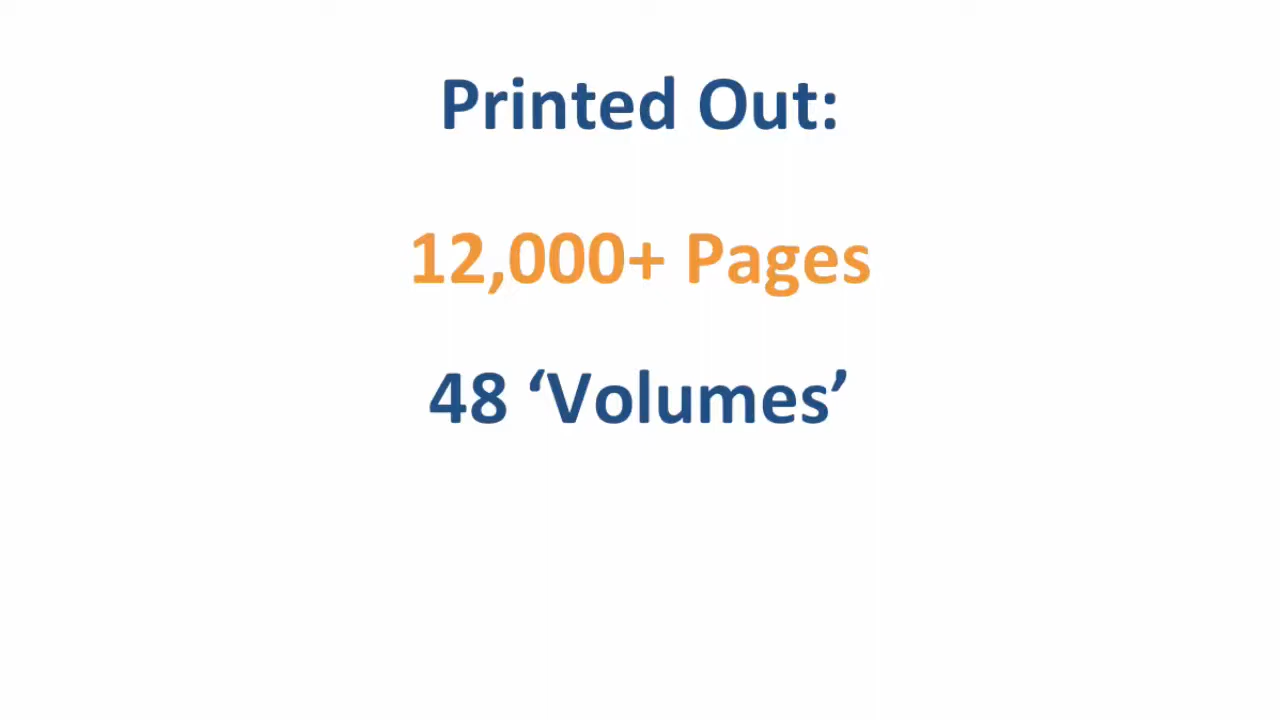 Printed Out:
12,000+ Pages
48 ‘Volumes’